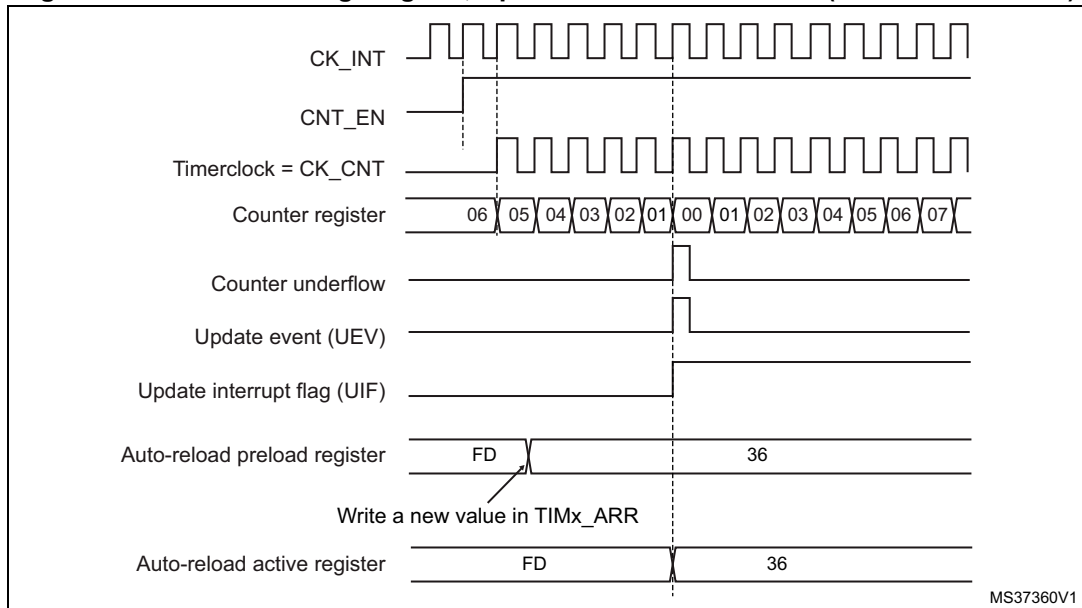 CK_INT
CNT_EN
Timerclock = CK_CNT
Counter register 06 05 04 03 02 01 00 01 02 03 04 05 06 07
Counter underflow
Update event (UEV)
Update interrupt flag (UIF)
Auto-reload preload register FD 36
Write a new value in TIMx_ARR
Auto-reload active register FD 36
MS37360V1